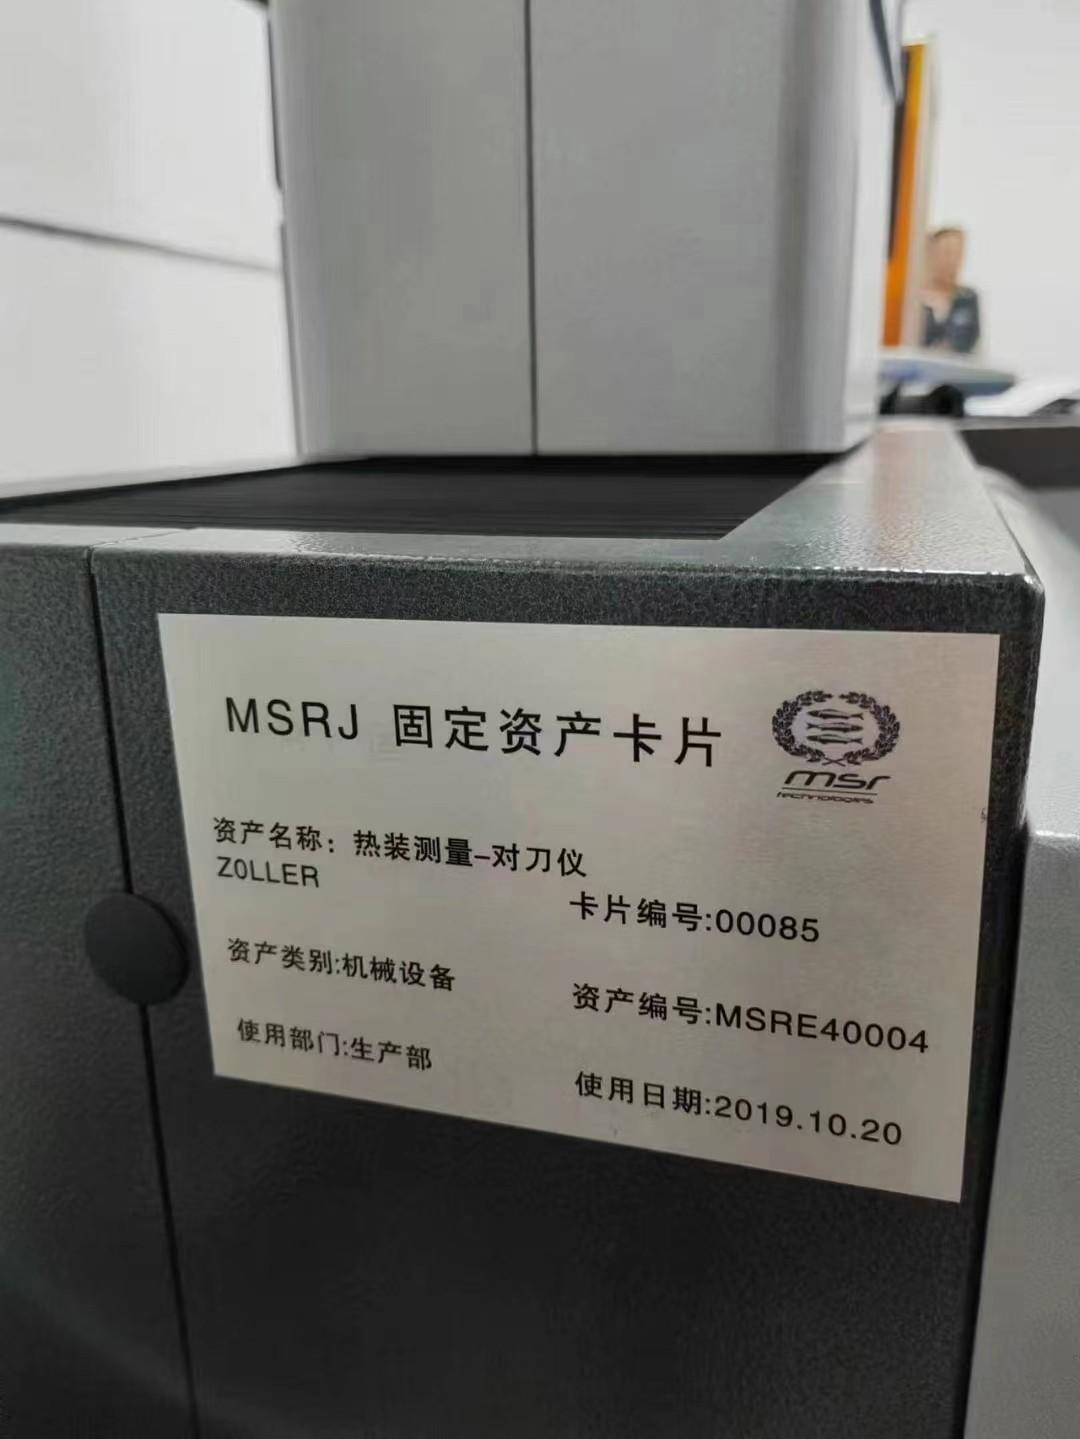 MSRJ 固定资产卡片
msr
technologies
资产名称：热装测量-对刀仪
Z0LLER
卡片编号:00085
资产类别:机械设备
资产编号:MSRE40004
使用部门:生产部
使用日期:2019.10.20